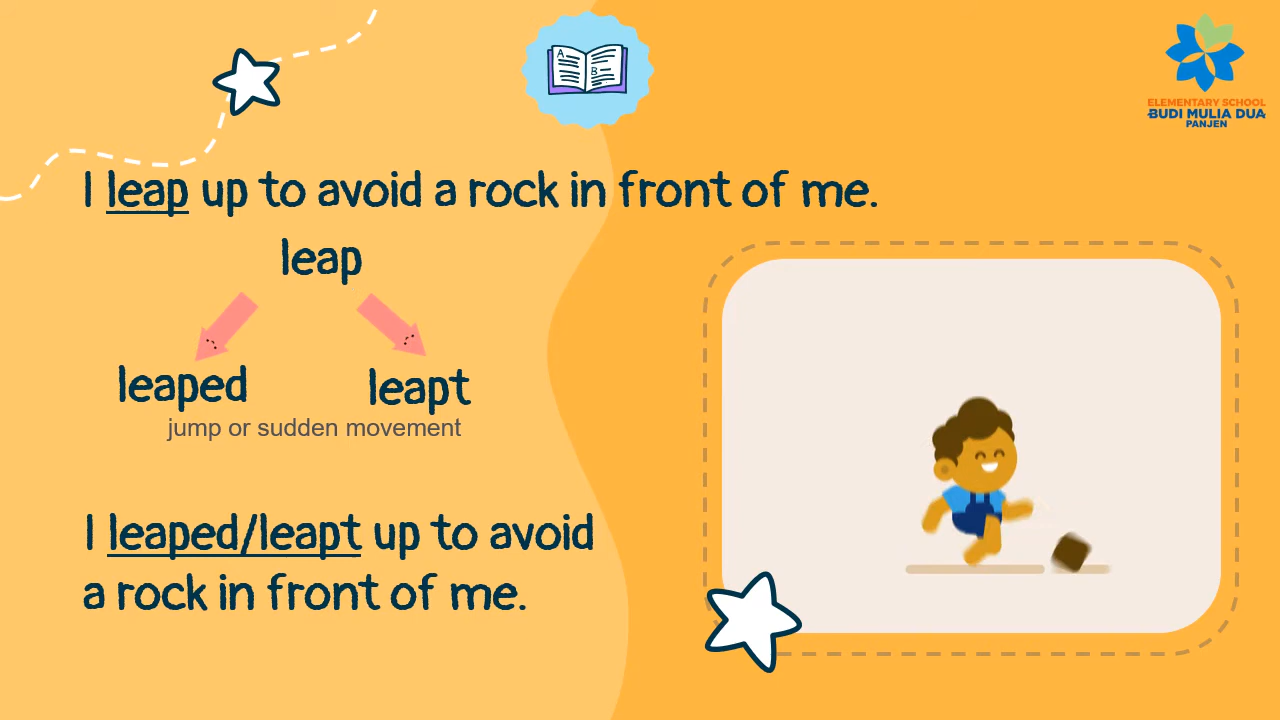 A
B
ELEMENTARY SCHOOL
BUDI MULIA DUA
PANJEN
I leap up to avoid a rock in front of me.
leap
leaped leapt
jump or sudden movement
I leaped/leapt up to avoid
a rock in front of me.